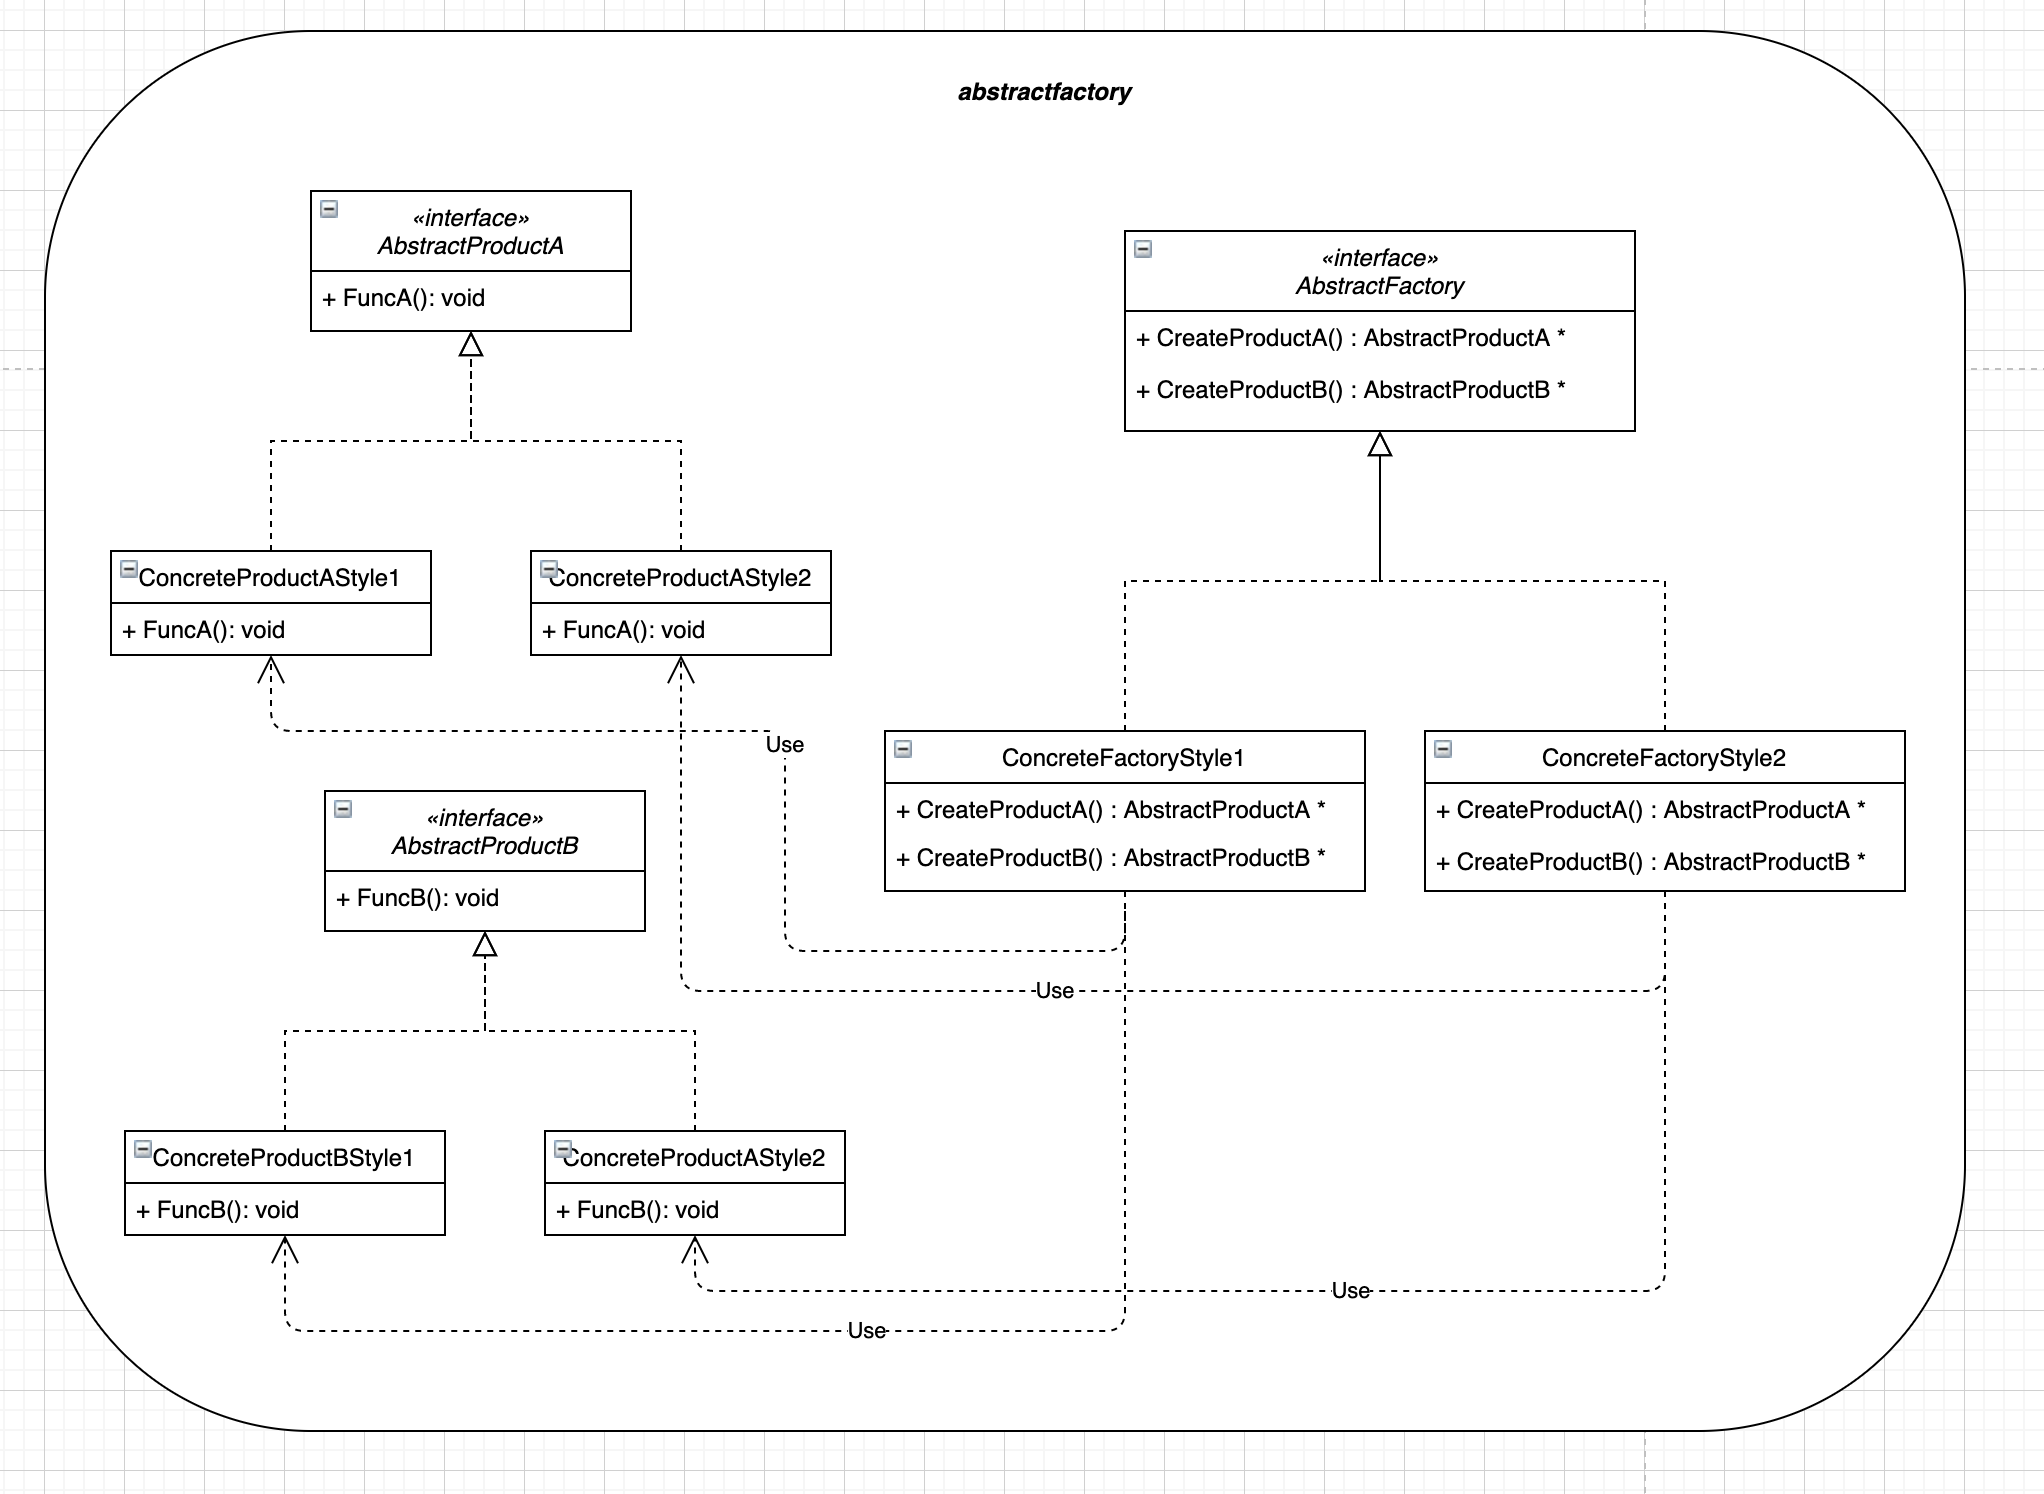 abstractfactory
«interface»
AbstractProductA
+ FuncA(): void
«interface»
AbstractFactory
+ CreateProductA() : AbstractProductA *
+ CreateProductB() : AbstractProductB *
ConcreteProductAStyle1
+ FuncA(): void
ConcreteProductAStyle2
+ FuncA(): void
Use
ConcreteFactoryStyle1
+ CreateProductA() : AbstractProductA *
+ CreateProductB() : AbstractProductB *
ConcreteFactoryStyle2
+ CreateProductA() : AbstractProductA *
+ CreateProductB() : AbstractProductB *
«interface»
AbstractProductB
+ FuncB(): void
Use
ConcreteProductBStyle1
+ FuncB(): void
ConcreteProductAStyle2
+ FuncB(): void
Use
Use